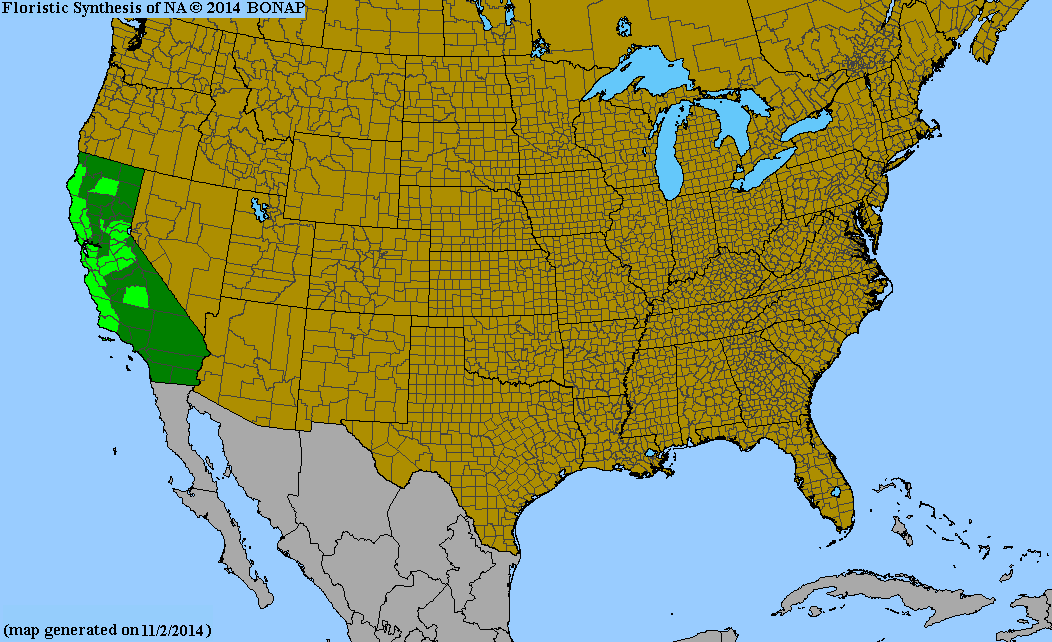 Floristic Synthesis of NA © 2014 BONAP
(map generated on 11/2/2014 )